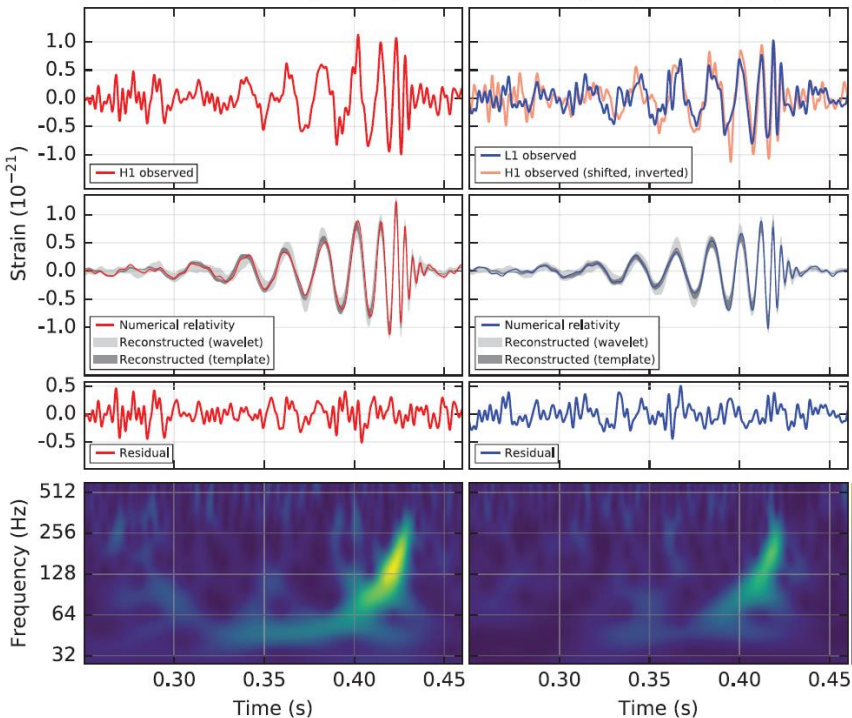 1.0
0.5
0.0
-0.5
-1.0
H1 observed
L1 observed
H1 observed (shifted, inverted)
Strain (10⁻²¹)
1.0
0.5
0.0
-0.5
-1.0
Numerical relativity
Reconstructed (wavelet)
Reconstructed (template)
Numerical relativity
Reconstructed (wavelet)
Reconstructed (template)
0.5
0.0
-0.5
Residual
Residual
Frequency (Hz)
512
256
128
64
32
0.30 0.35 0.40 0.45
0.30 0.35 0.40 0.45
Time (s)
Time (s)